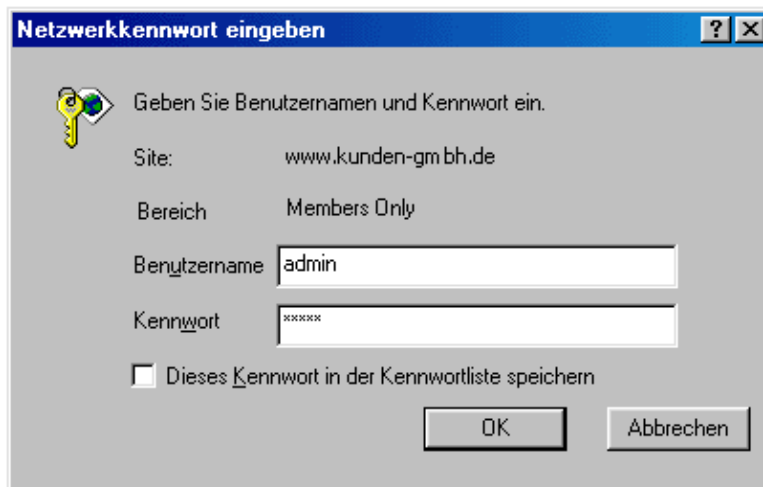 Netzwerkkennwort eingeben
Geben Sie Benutzernamen und Kennwort ein.
Site: www.kunden-gmbh.de
Bereich Members Only
Benutzername admin
Kennwort *****
Dieses Kennwort in der Kennwortliste speichern
OK Abbrechen